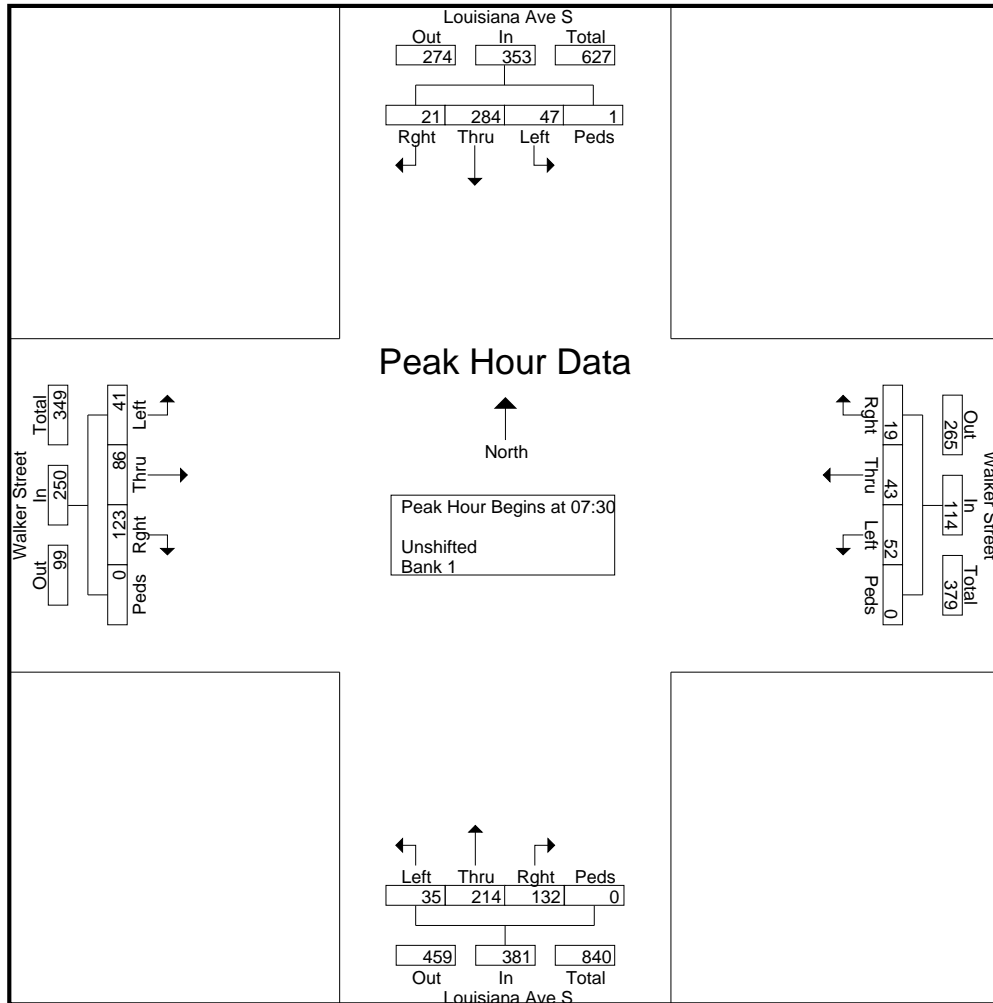 Louisiana Ave S
Out In Total
274 353 627
21 284 47 1
Rght Thru Left Peds
Peak Hour Data
North
Peak Hour Begins at 07:30
Unshifted
Bank 1
Walker Street
Total In Out
349 250 99
41 86 123 0
Left Thru Rght Peds
Walker Street
Out In Total
265 114 379
19 43 52 0
Rght Thru Left Peds
Left Thru Rght Peds
35 214 132 0
459 381 840
Out In Total
Louisiana Ave S